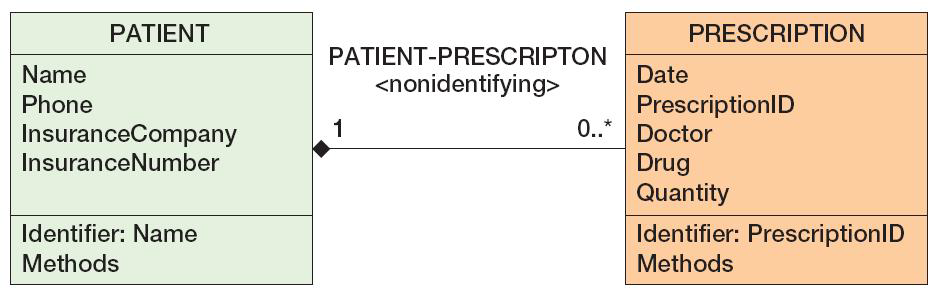 PATIENT
Name
Phone
InsuranceCompany
InsuranceNumber
Identifier: Name
Methods
PATIENT-PRESCRIPTON
<nonidentifying>
1
0..*
PRESCRIPTION
Date
PrescriptionID
Doctor
Drug
Quantity
Identifier: PrescriptionID
Methods